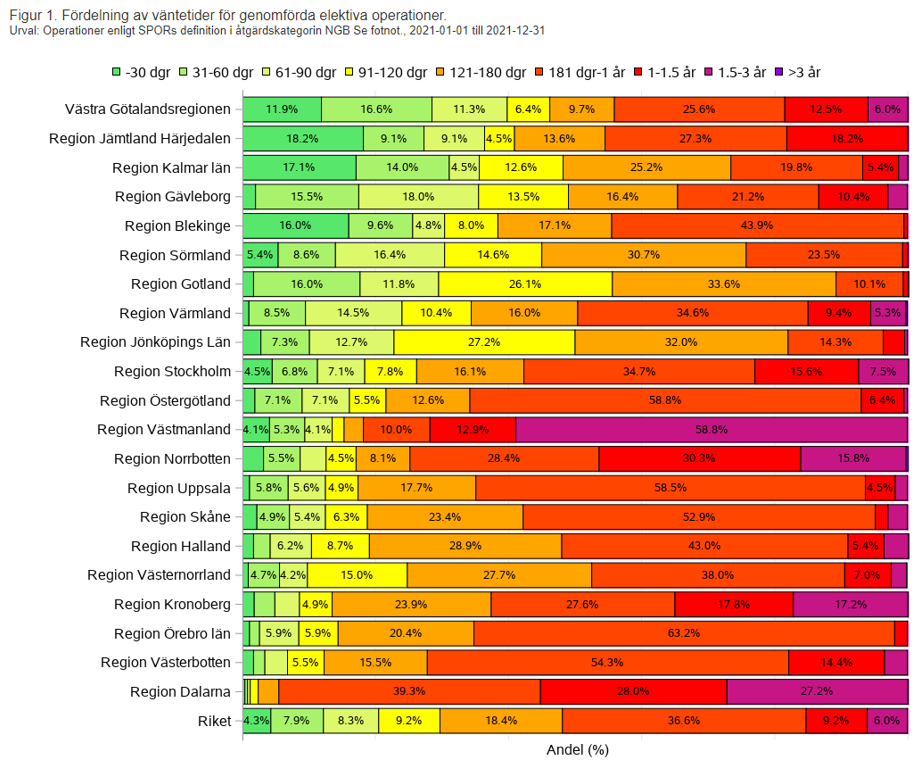 Figur 1. Fördelning av väntetider för genomförda elektiva operationer.
Urval: Operationer enligt SPORs definition i åtgärdskategorin NGB Se fotnot., 2021-01-01 till 2021-12-31
-30 dgr 31-60 dgr 61-90 dgr 91-120 dgr 121-180 dgr 181 dgr-1 år 1-1.5 år 1.5-3 år >3 år
Västra Götalandsregionen 11.9% 16.6% 11.3% 6.4% 9.7% 25.6% 12.5% 6.0%
Region Jämtland Härjedalen 18.2% 9.1% 9.1% 4.5% 13.6% 27.3% 18.2%
Region Kalmar län 17.1% 14.0% 4.5% 12.6% 25.2% 19.8% 5.4%
Region Gävleborg 15.5% 18.0% 13.5% 16.4% 21.2% 10.4%
Region Blekinge 16.0% 9.6% 4.8% 8.0% 17.1% 43.9%
Region Sörmland 5.4% 8.6% 16.4% 14.6% 30.7% 23.5%
Region Gotland 16.0% 11.8% 26.1% 33.6% 10.1%
Region Värmland 8.5% 14.5% 10.4% 16.0% 34.6% 9.4% 5.3%
Region Jönköpings Län 7.3% 12.7% 27.2% 32.0% 14.3%
Region Stockholm 4.5% 6.8% 7.1% 7.8% 16.1% 34.7% 15.6% 7.5%
Region Östergötland 7.1% 7.1% 5.5% 12.6% 58.8% 6.4%
Region Västmanland 4.1% 5.3% 4.1% 10.0% 12.9% 58.8%
Region Norrbotten 5.5% 4.5% 8.1% 28.4% 30.3% 15.8%
Region Uppsala 5.8% 5.6% 4.9% 17.7% 58.5% 4.5%
Region Skåne 4.9% 5.4% 6.3% 23.4% 52.9%
Region Halland 6.2% 8.7% 28.9% 43.0% 5.4%
Region Västernorrland 4.7% 4.2% 15.0% 27.7% 38.0% 7.0%
Region Kronoberg 4.9% 23.9% 27.6% 17.8% 17.2%
Region Örebro län 5.9% 5.9% 20.4% 63.2%
Region Västerbotten 5.5% 15.5% 54.3% 14.4%
Region Dalarna 39.3% 28.0% 27.2%
Riket 4.3% 7.9% 8.3% 9.2% 18.4% 36.6% 9.2% 6.0%
Andel (%)